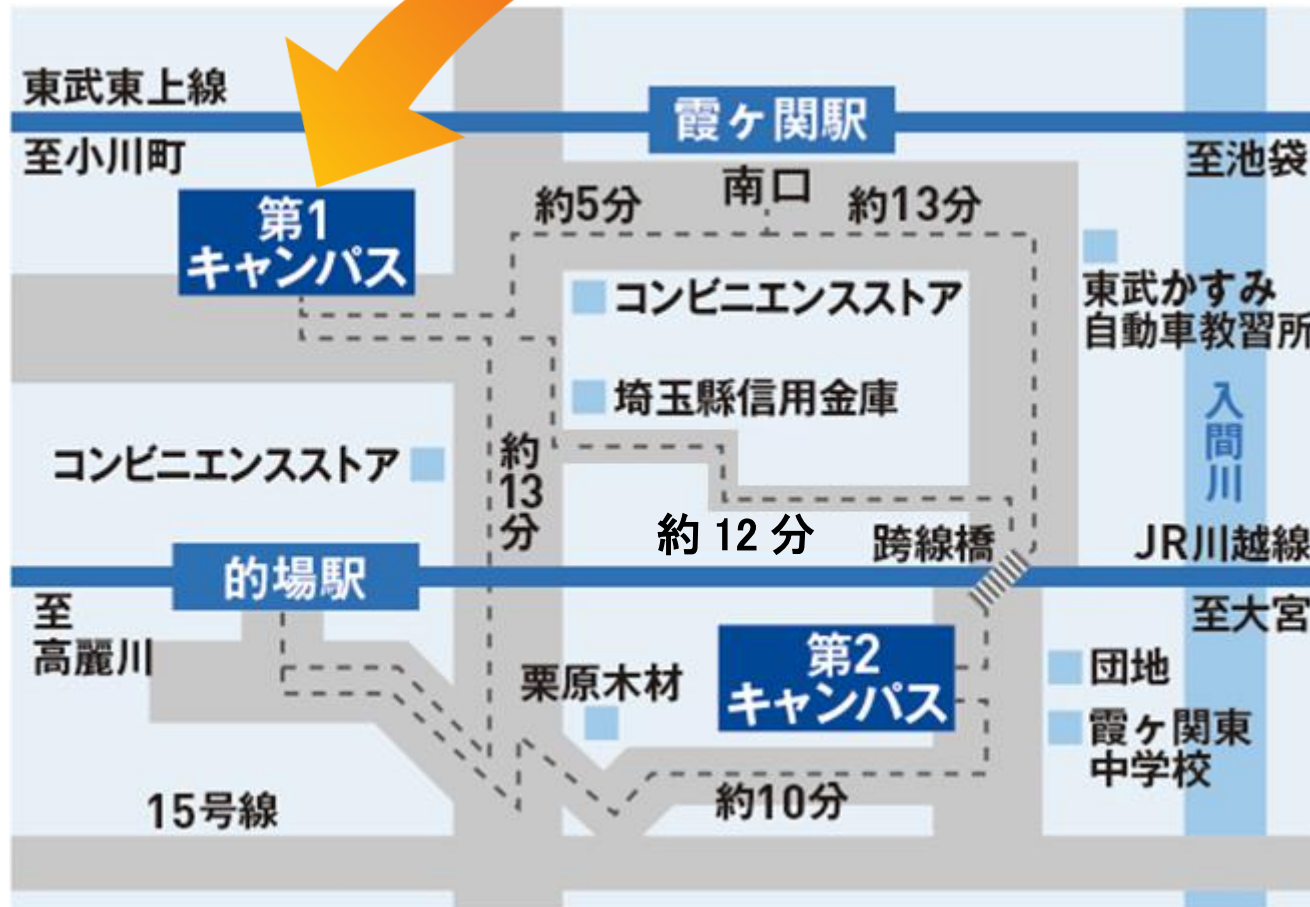 東武東上線
霞ヶ関駅
至小川町
至池袋
第1
キャンパス
約5分
南口
約13分
コンビニエンスストア
東武かすみ
自動車教習所
埼玉縣信用金庫
入間川
コンビニエンスストア
約13分
約12分
跨線橋
JR川越線
的場駅
至
高麗川
至大宮
第2
キャンパス
栗原木材
団地
霞ヶ関東
中学校
15号線
約10分